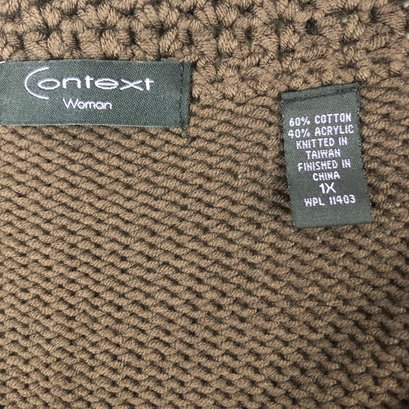 Context
Woman
60% COTTON
40% ACRYLIC
KNITTED IN
TAIWAN
FINISHED IN
CHINA
1X
WPL 11403